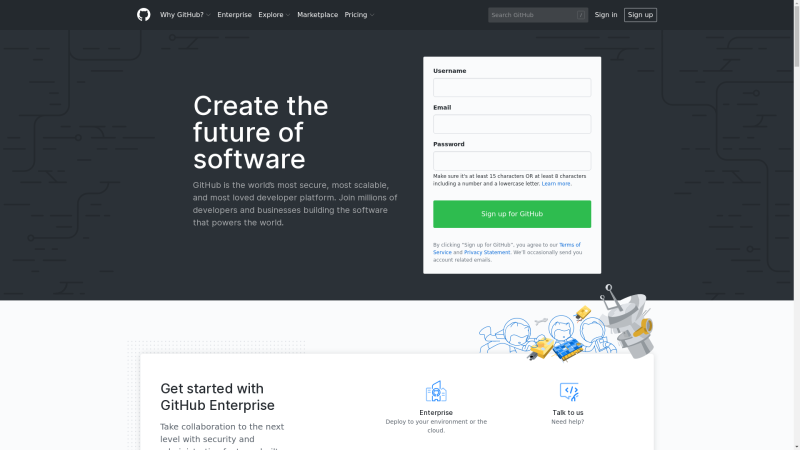 Why GitHub? Enterprise Explore Marketplace Pricing Search GitHub / Sign in Sign up
Create the
future of
software
GitHub is the world's most secure, most scalable,
and most loved developer platform. Join millions of
developers and businesses building the software
that powers the world.
Username
Email
Password
Make sure it's at least 15 characters OR at least 8 characters
including a number and a lowercase letter. Learn more.
Sign up for GitHub
By clicking "Sign up for GitHub", you agree to our Terms of
Service and Privacy Statement. We'll occasionally send you
account related emails.
Get started with
GitHub Enterprise
Take collaboration to the next
level with security and
Enterprise
Deploy to your environment or the
cloud.
Talk to us
Need help?